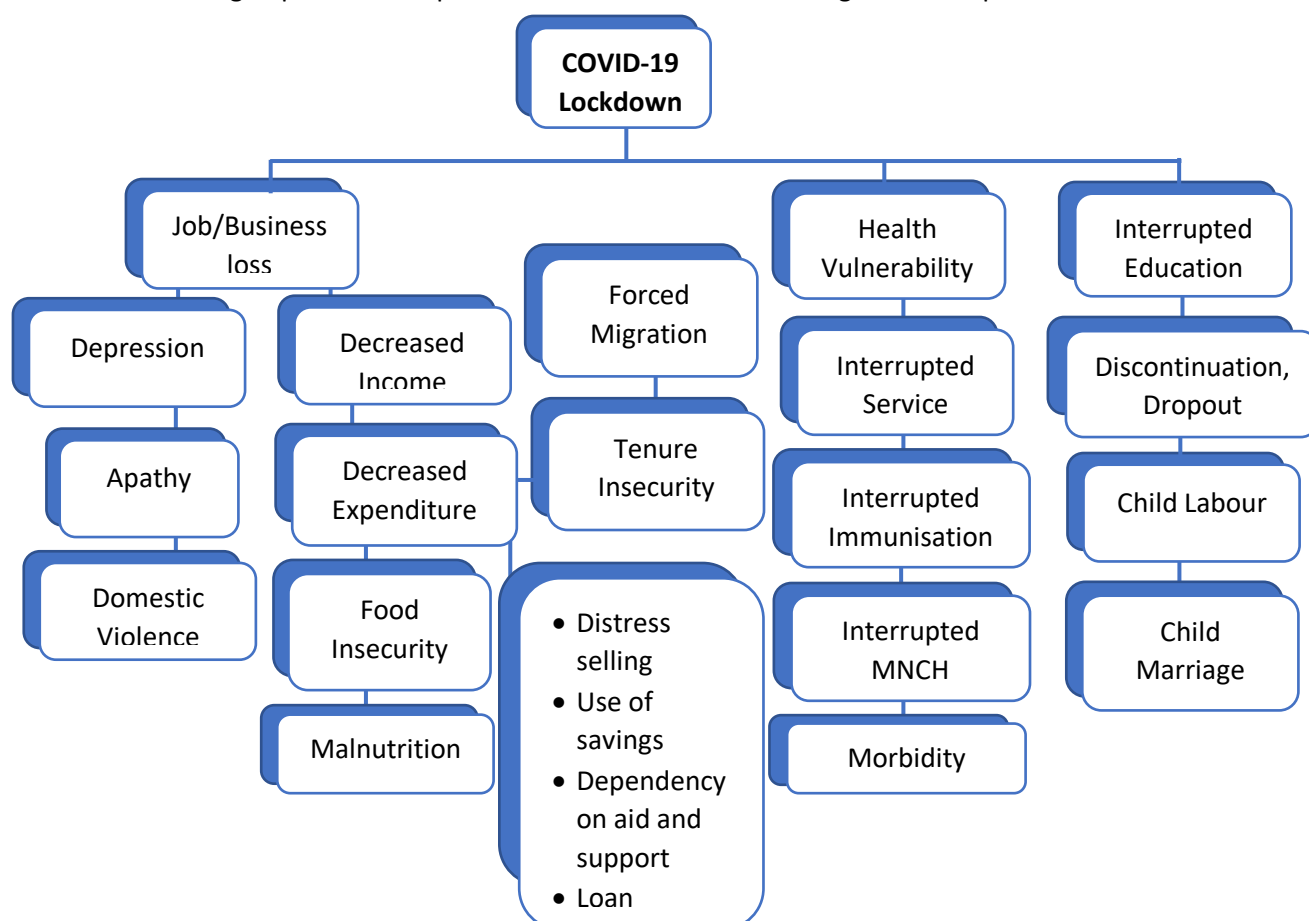 COVID-19
Lockdown
Job/Business
loss
Health
Vulnerability
Interrupted
Education
Depression
Decreased
Income
Forced
Migration
Interrupted
Service
Discontinuation,
Dropout
Apathy
Decreased
Expenditure
Tenure
Insecurity
Interrupted
Immunisation
Child Labour
Domestic
Violence
Food
Insecurity
• Distress
selling
• Use of
savings
• Dependency
on aid and
support
• Loan
Interrupted
MNCH
Child
Marriage
Malnutrition
Morbidity